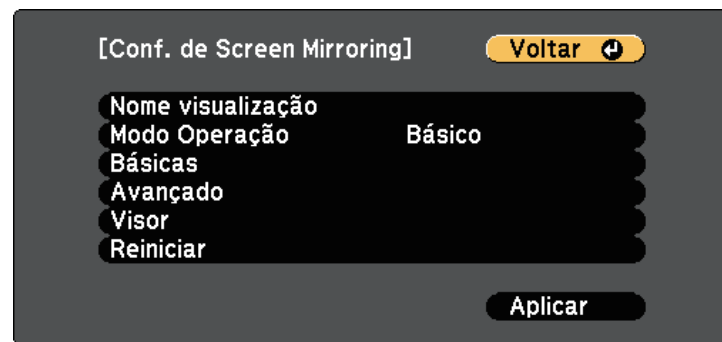 [Conf. de Screen Mirroring] Voltar
Nome visualização
Modo Operação Básico
Básicas
Avançado
Visor
Reiniciar
Aplicar